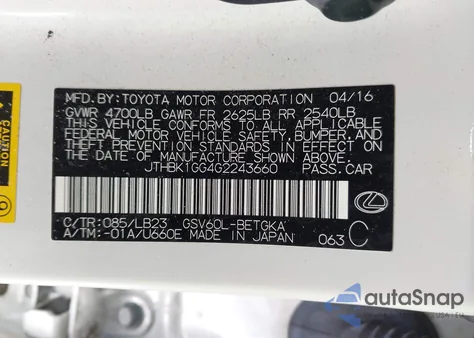 MFD.BY:TOYOTA MOTOR CORPORATION 04/16
GVWR 4700LB GAWR FR 2625LB RR 2540LB
THIS VEHICLE CONFORMS TO ALL APPLICABLE
FEDERAL MOTOR VEHICLE SAFETY,BUMPER,AND
THEFT PREVENTION STANDARDS IN EFFECT ON
THE DATE OF MANUFACTURE SHOWN ABOVE.
JTHBK1GG4G2243660 PASS.CAR
C/TR:085/LB23 GSV60L-BETGKA
A/TM:-01A/U660E MADE IN JAPAN 063 C
CAUTION
autoSnap